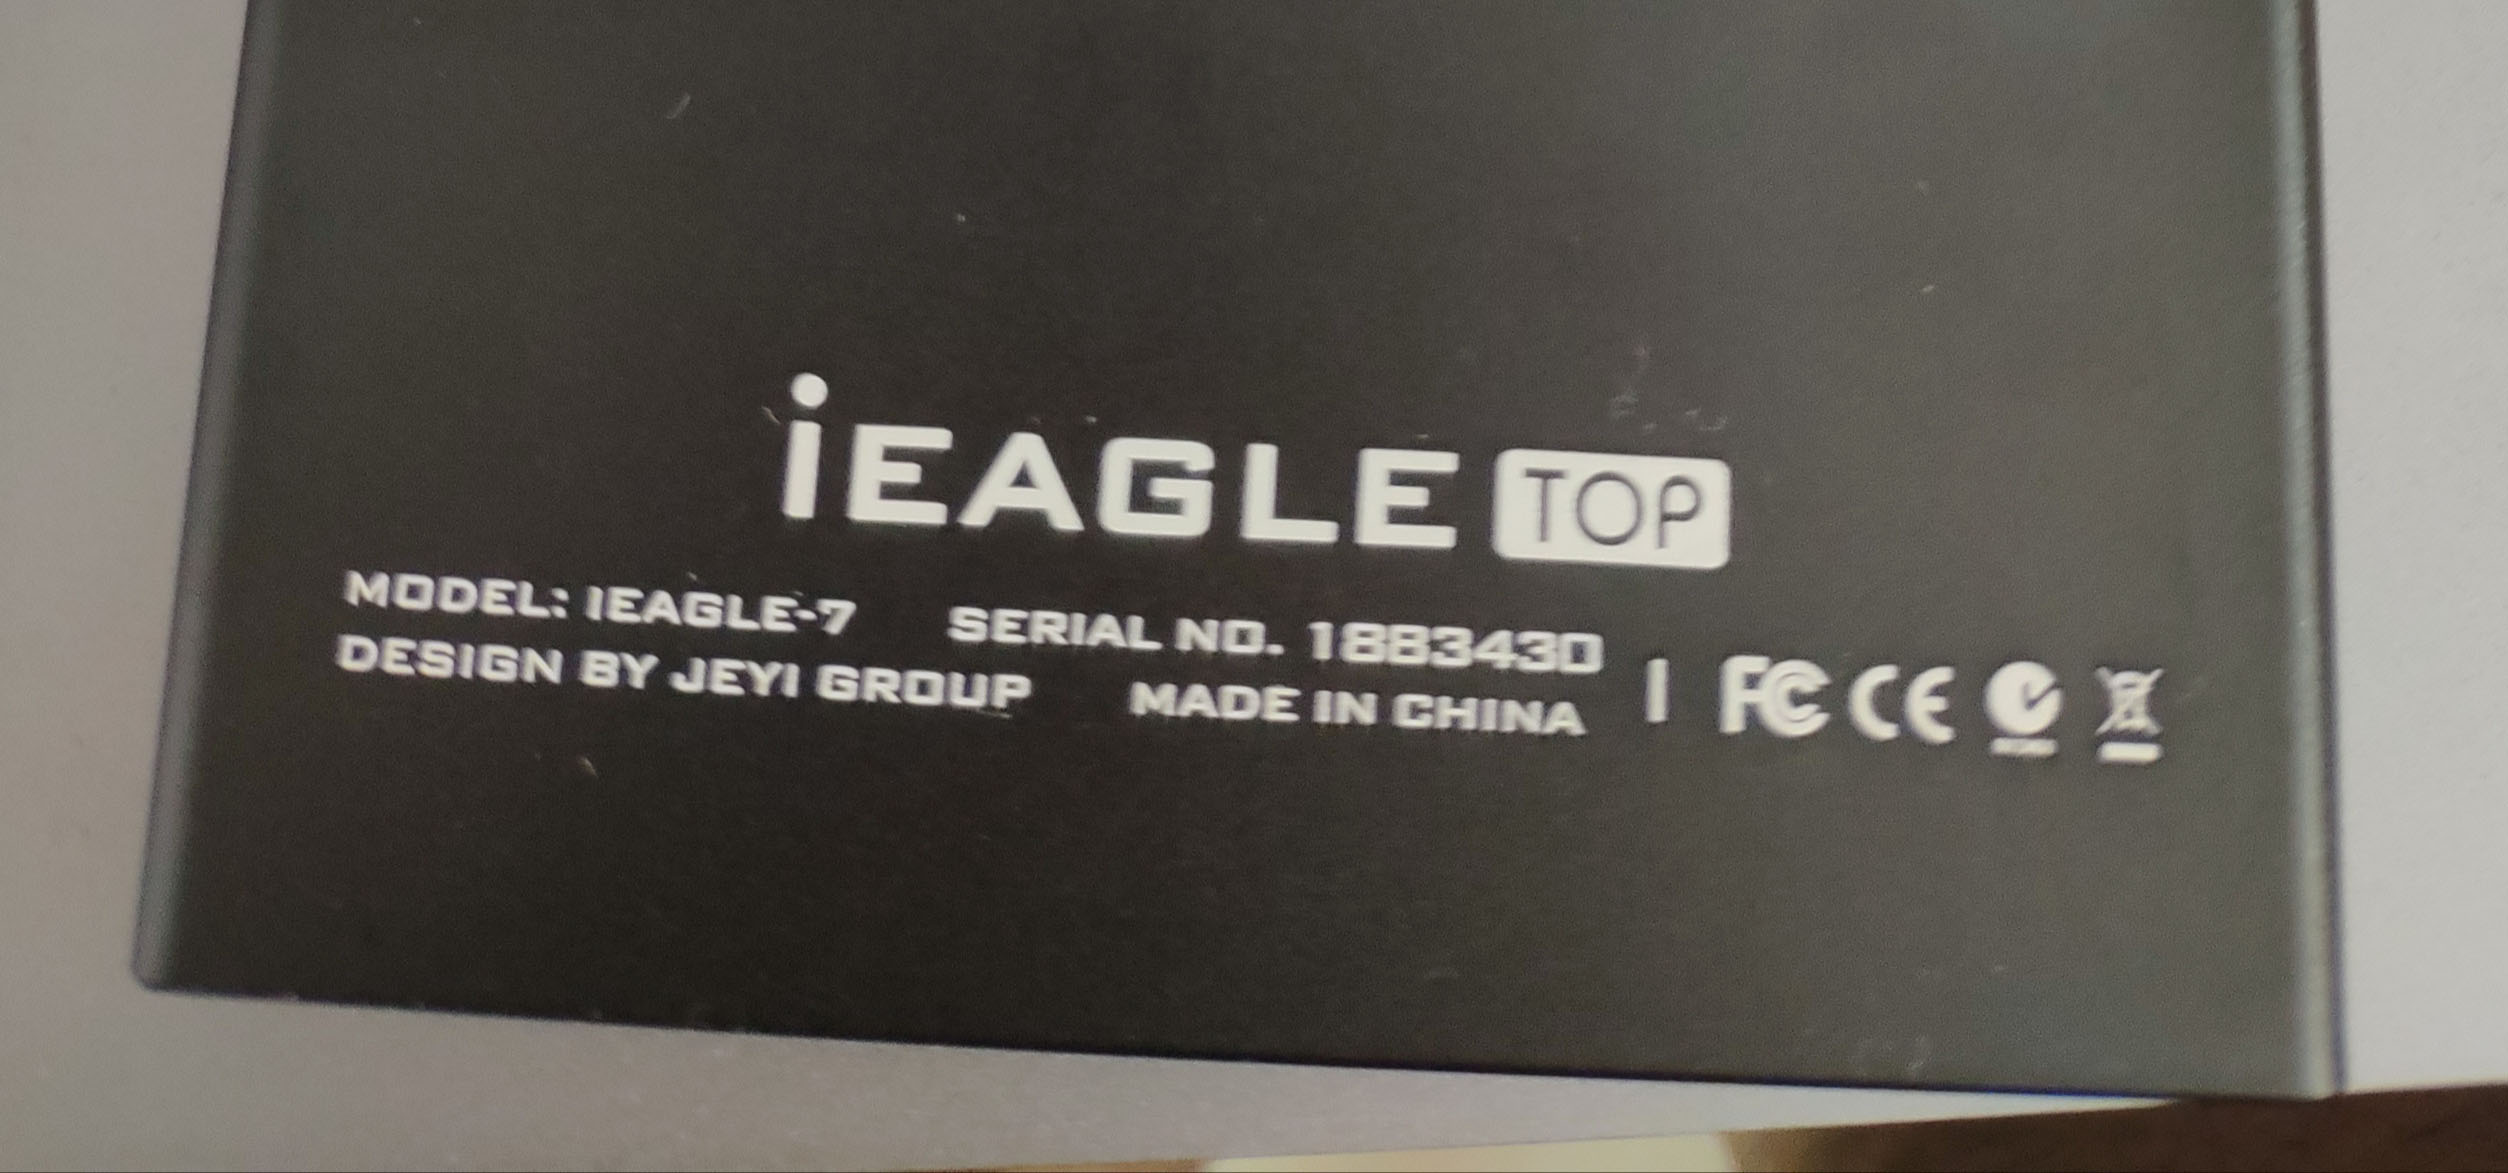 iEAGLE TOP
MODEL: IEAGLE-7 SERIAL NO. 1883430
DESIGN BY JEYI GROUP MADE IN CHINA | FC CE